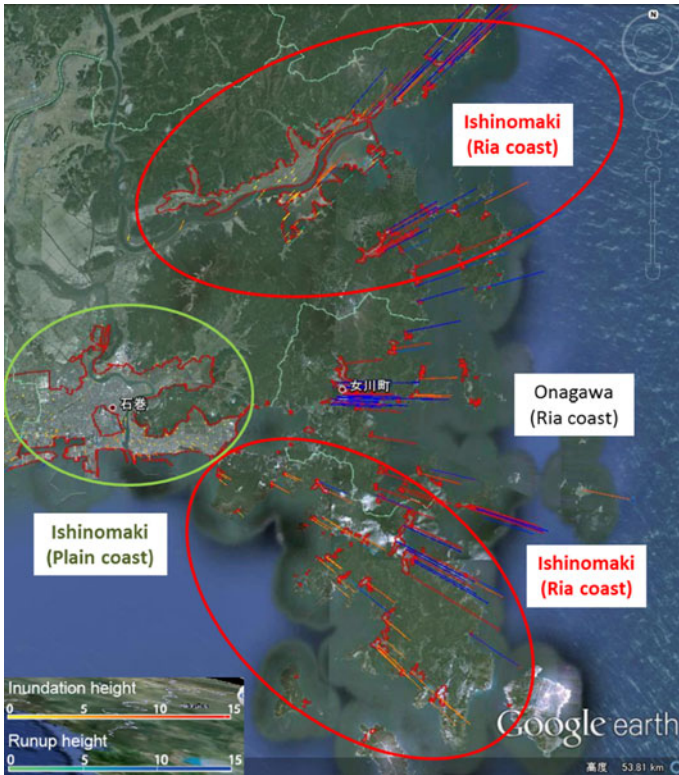 N
Ishinomaki
(Ria coast)
石巻
女川町
Onagawa
(Ria coast)
Ishinomaki
(Plain coast)
Ishinomaki
(Ria coast)
Inundation height
0 5 10 15
Runup height
0 5 10 15
Google earth
高度 53.81 km